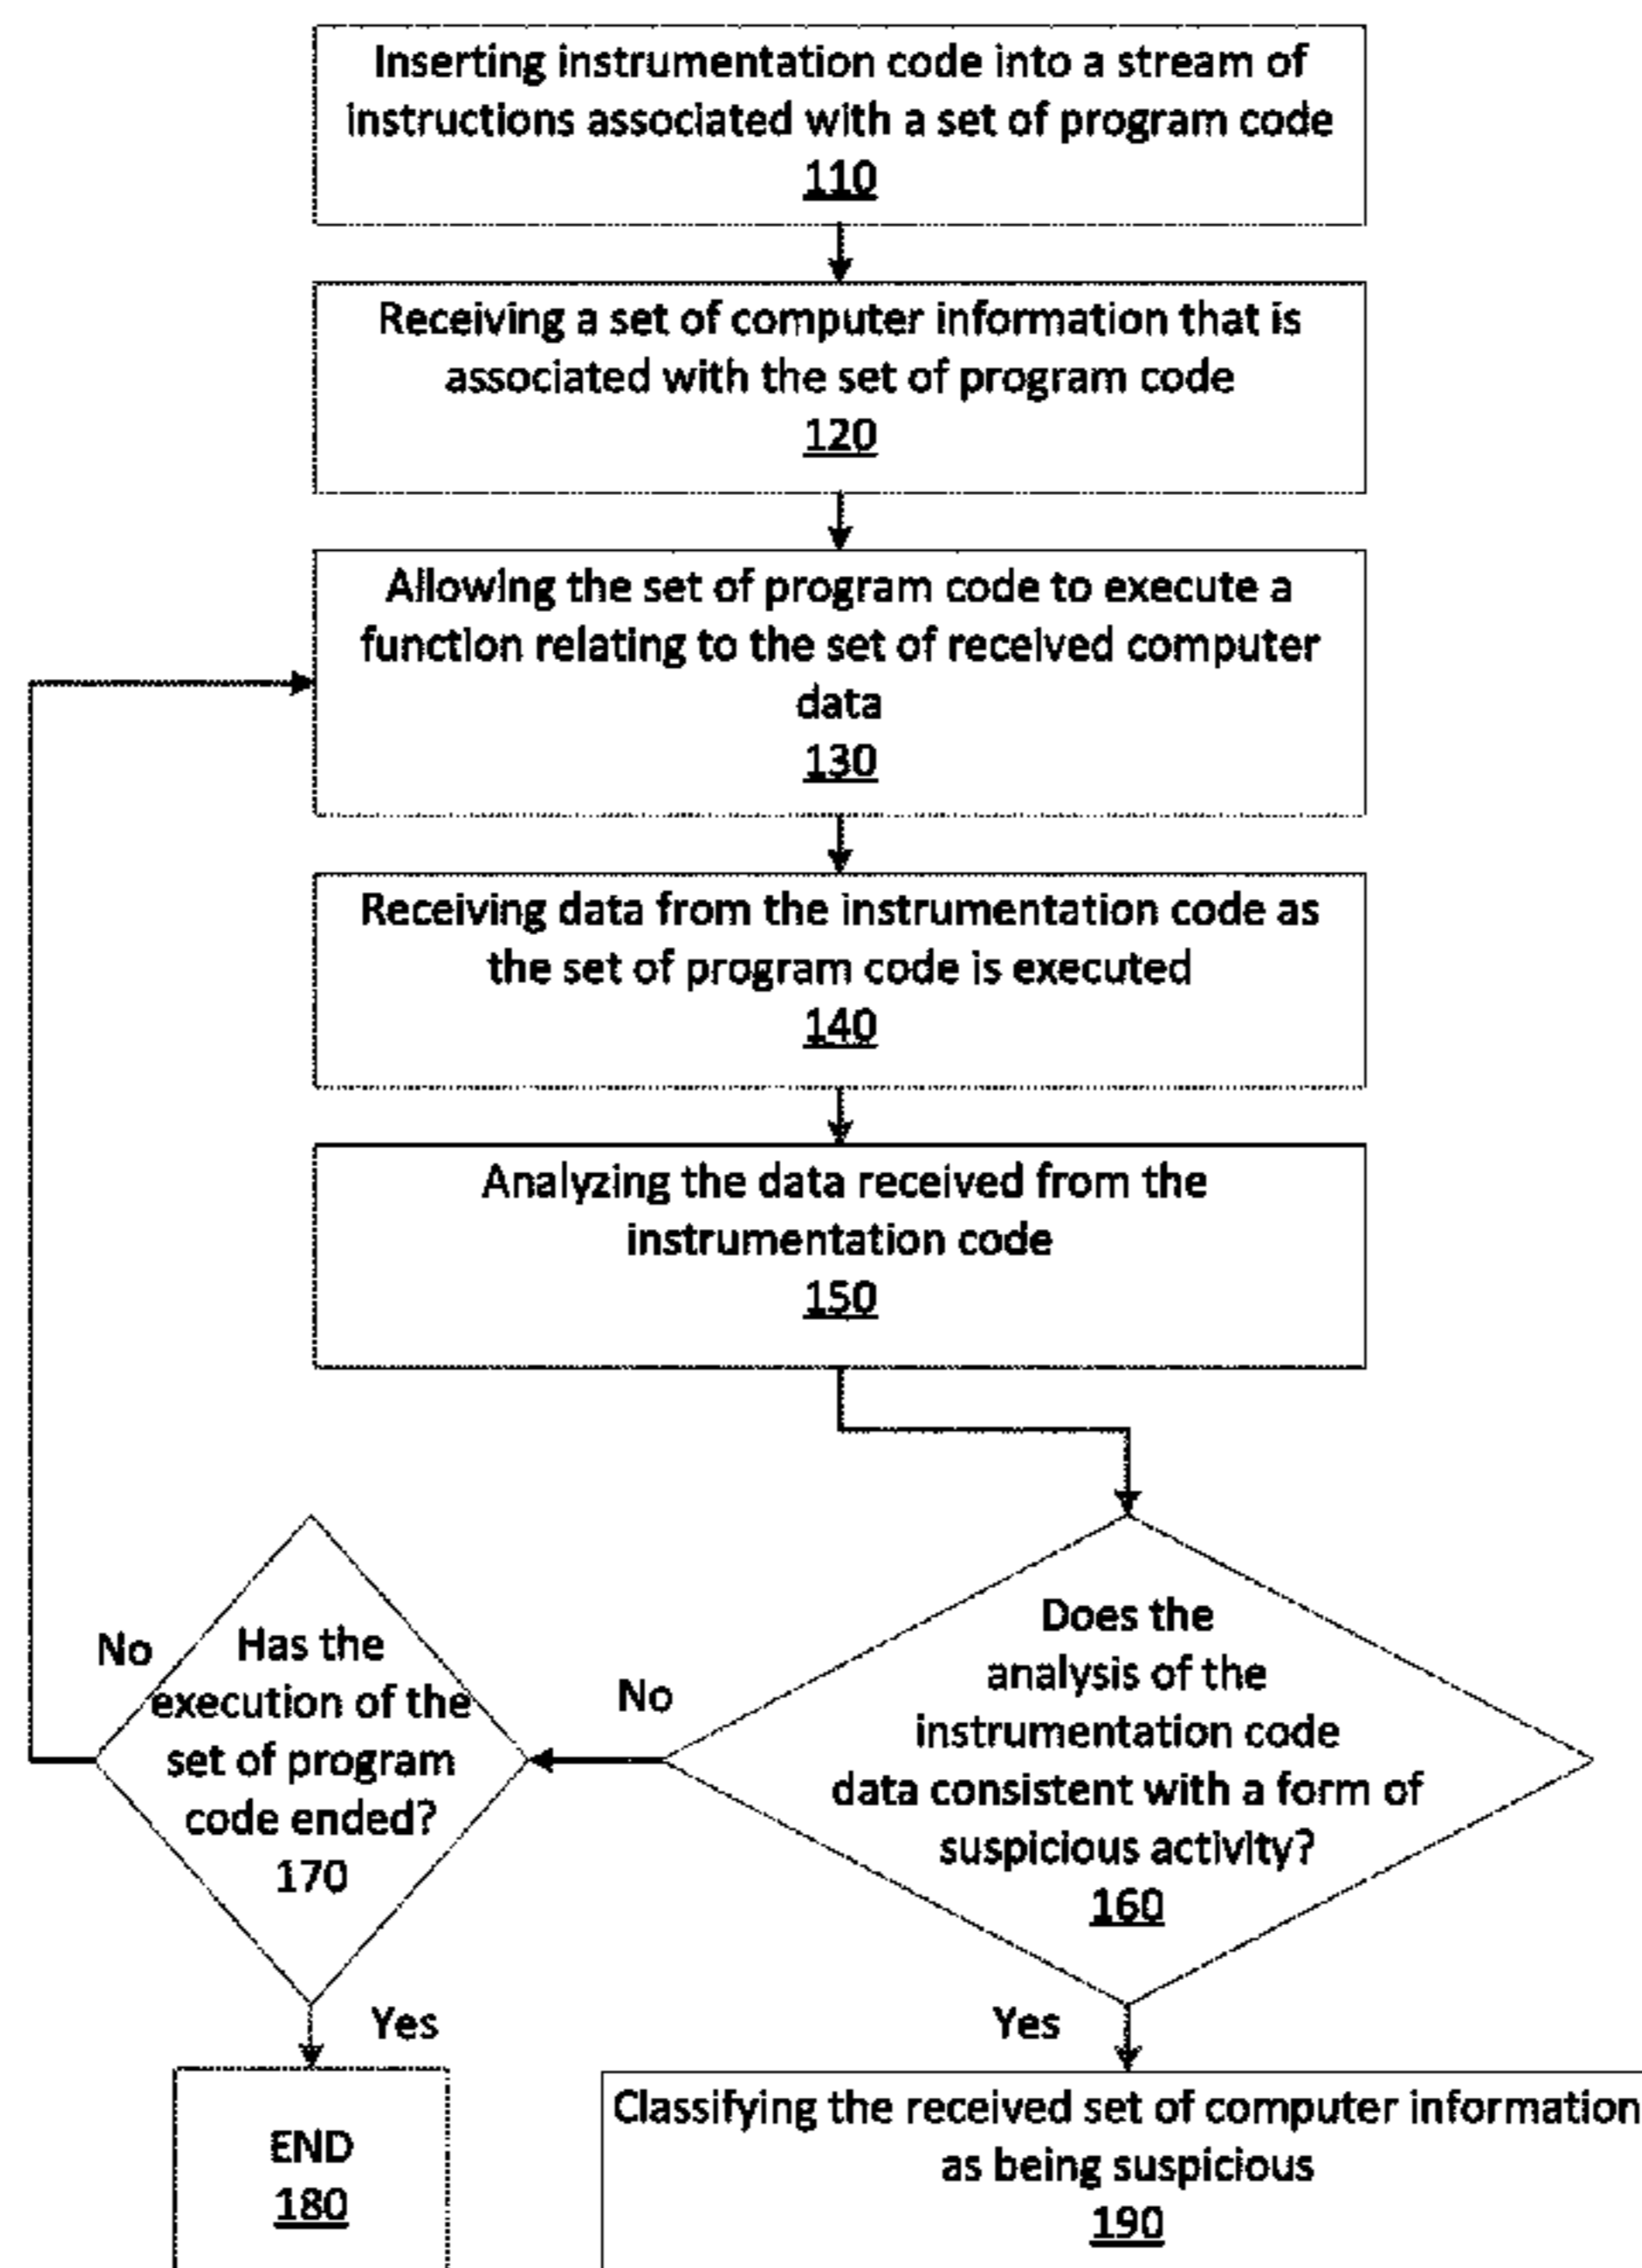 Inserting instrumentation code into a stream of
instructions associated with a set of program code
110
Receiving a set of computer information that is
associated with the set of program code
120
Allowing the set of program code to execute a
function relating to the set of received computer
data
130
Receiving data from the instrumentation code as
the set of program code is executed
140
Analyzing the data received from the
instrumentation code
150
Does the
analysis of the
instrumentation code
data consistent with a form of
suspicious activity?
160
No
Has the
execution of the
set of program
code ended?
170
No
Yes
END
180
Yes
Classifying the received set of computer information
as being suspicious
190